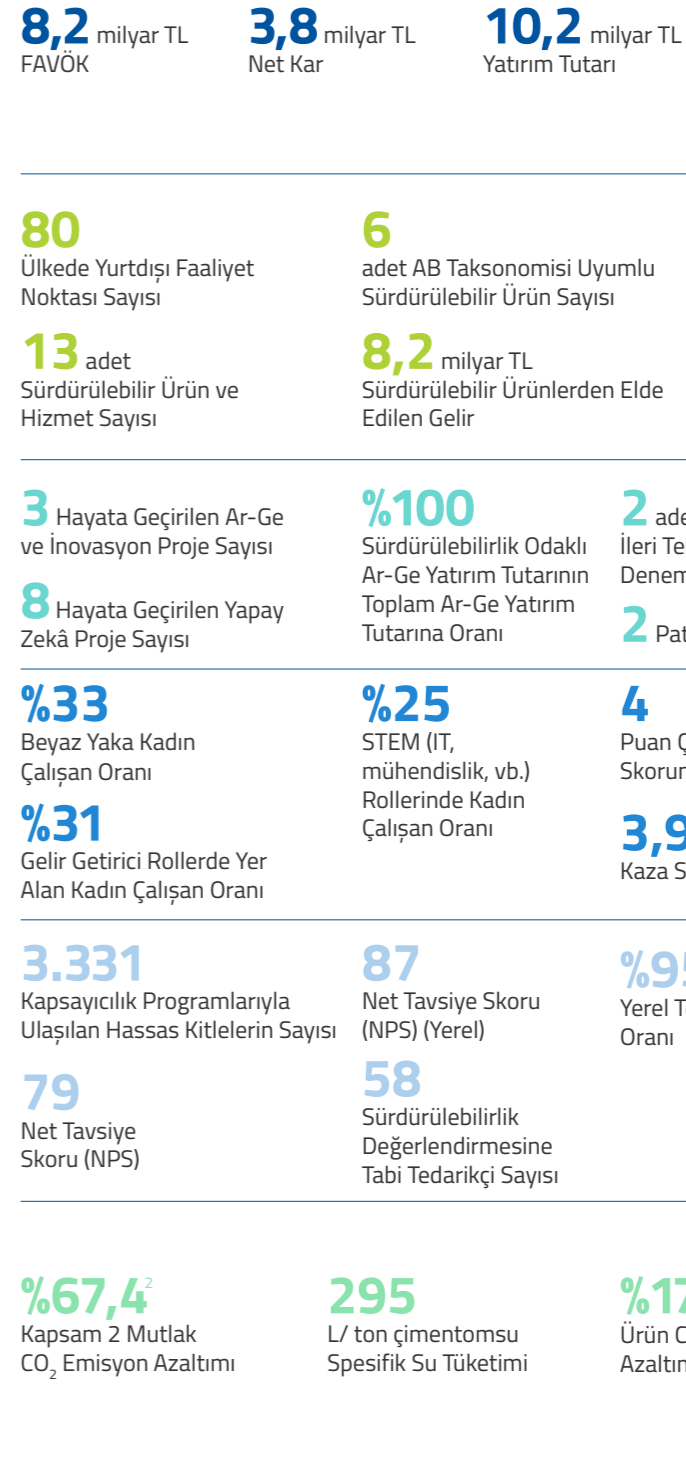 8,2 milyar TL
FAVÖK
3,8 milyar TL
Net Kar
10,2 milyar TL
Yatırım Tutarı
80
Ülkede Yurtdışı Faaliyet
Noktası Sayısı
6
adet AB Taksonomisi Uyumlu
Sürdürülebilir Ürün Sayısı
13 adet
Sürdürülebilir Ürün ve
Hizmet Sayısı
8,2 milyar TL
Sürdürülebilir Ürünlerden Elde
Edilen Gelir
3 Hayata Geçirilen Ar-Ge
ve İnovasyon Proje Sayısı
8 Hayata Geçirilen Yapay
Zekâ Proje Sayısı
%100
Sürdürülebilirlik Odaklı
Ar-Ge Yatırım Tutarının
Toplam Ar-Ge Yatırım
Tutarına Oranı
2
İleri
2
%33
Beyaz Yaka Kadın
Çalışan Oranı
%31
Gelir Getirici Rollerde Yer
Alan Kadın Çalışan Oranı
%25
STEM (IT,
mühendislik, vb.)
Rollerinde Kadın
Çalışan Oranı
4
Puan
Kaza
3.331
Kapsayıcılık Programlarıyla
Ulaşılan Hassas Kitlelerin Sayısı
79
Net Tavsiye
Skoru (NPS)
87
Net Tavsiye Skoru
(NPS) (Yerel)
58
Sürdürülebilirlik
Değerlendirmesine
Tabi Tedarikçi Sayısı
Yerel
Oranı
%67,4²
Kapsam 2 Mutlak
CO₂ Emisyon Azaltımı
295
L/ ton çimentomsu
Spesifik Su Tüketimi
Ürün